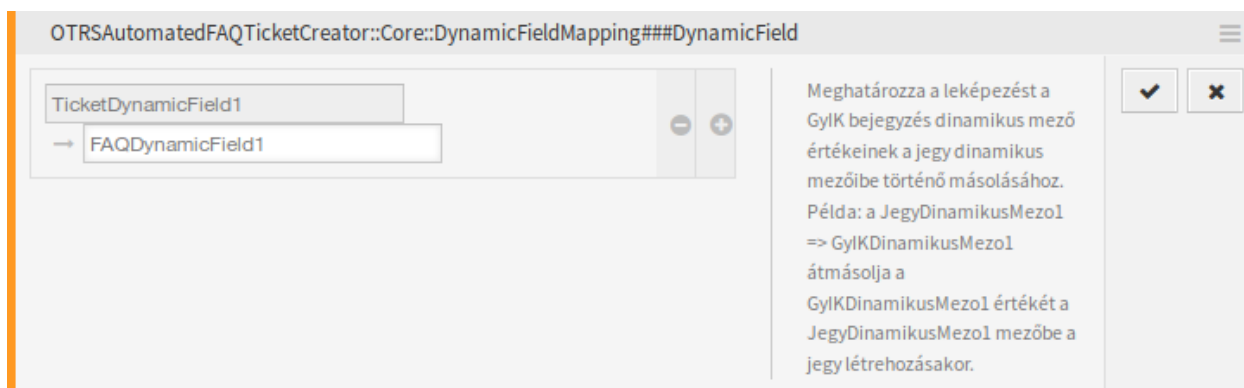 OTRSAutomatedFAQTicketCreator::Core::DynamicFieldMapping###DynamicField
TicketDynamicField1
→ FAQDynamicField1
Meghatározza a leképezést a
GyIK bejegyzés dinamikus mező
értékeinek a jegy dinamikus
mezőibe történő másolásához.
Példa: a JegyDinamikusMezo1
=> GyIKDinamikusMezo1
átmásolja a
GyIKDinamikusMezo1 értékét a
JegyDinamikusMezo1 mezőbe a
jegy létrehozásakor.